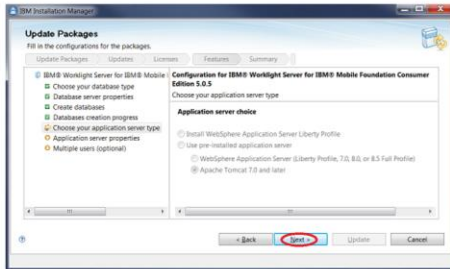 IBM Installation Manager
Update Packages
Fill in the configurations for the packages.
Update Packages Updates Licenses Features Summary
IBM® Worklight Server for IBM® Mobile
Choose your database type
Database server properties
Create databases
Databases creation progress
Choose your application server type
Application server properties
Multiple users (optional)
Configuration for IBM® Worklight Server for IBM® Mobile Foundation Consumer
Edition 5.0.5
Choose your application server type
Application server choice
Install WebSphere Application Server Liberty Profile
Use pre-installed application server
WebSphere Application Server (Liberty Profile, 7.0, 8.0, or 8.5 Full Profile)
Apache Tomcat 7.0 and later
< Back Next > Update Cancel